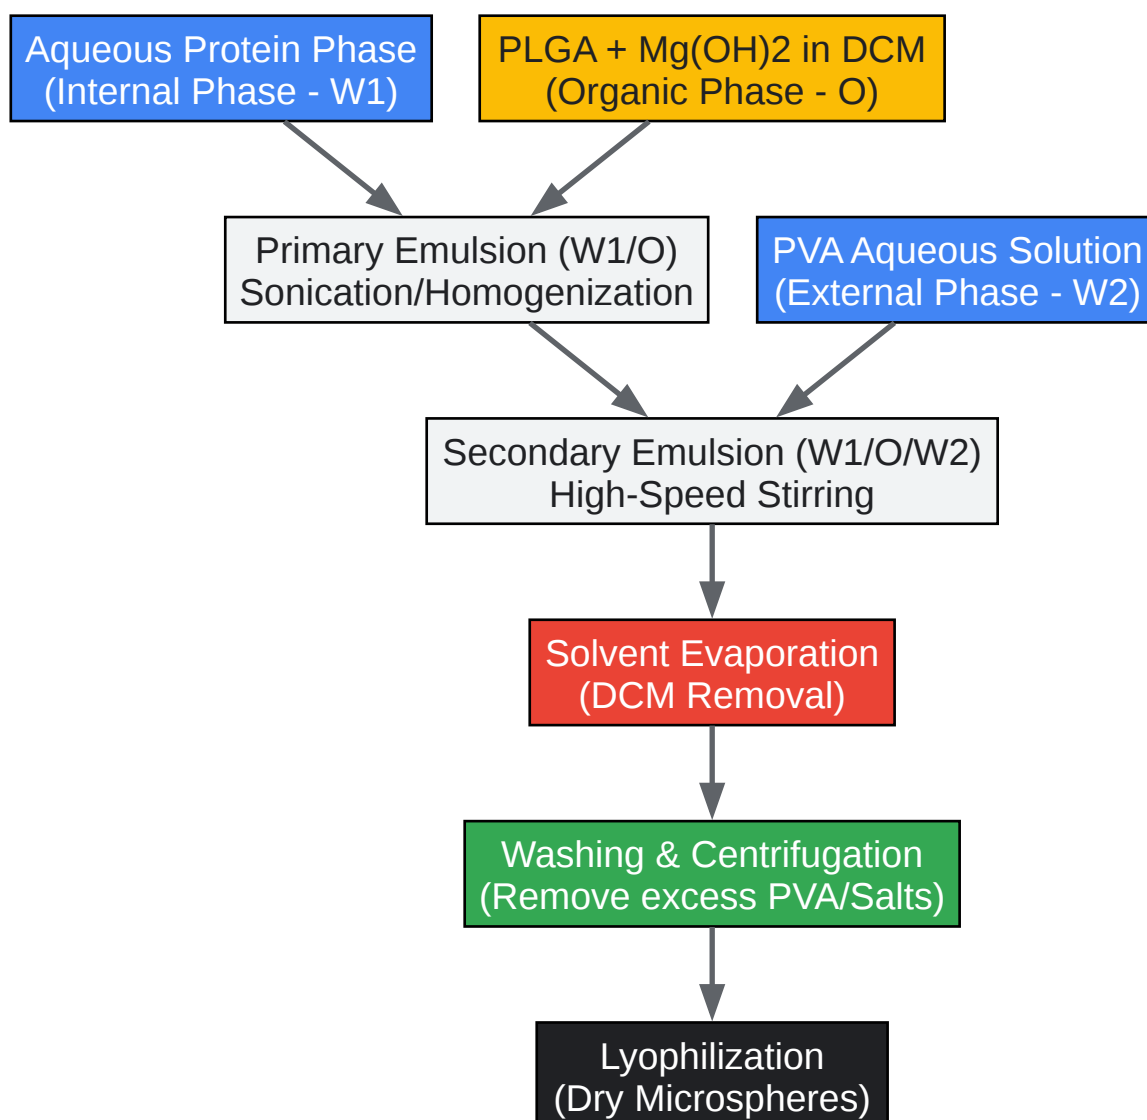 Aqueous Protein Phase
(Internal Phase - W1)
PLGA + Mg(OH)2 in DCM
(Organic Phase - O)
Primary Emulsion (W1/O)
Sonication/Homogenization
PVA Aqueous Solution
(External Phase - W2)
Secondary Emulsion (W1/O/W2)
High-Speed Stirring
Solvent Evaporation
(DCM Removal)
Washing & Centrifugation
(Remove excess PVA/Salts)
Lyophilization
(Dry Microspheres)